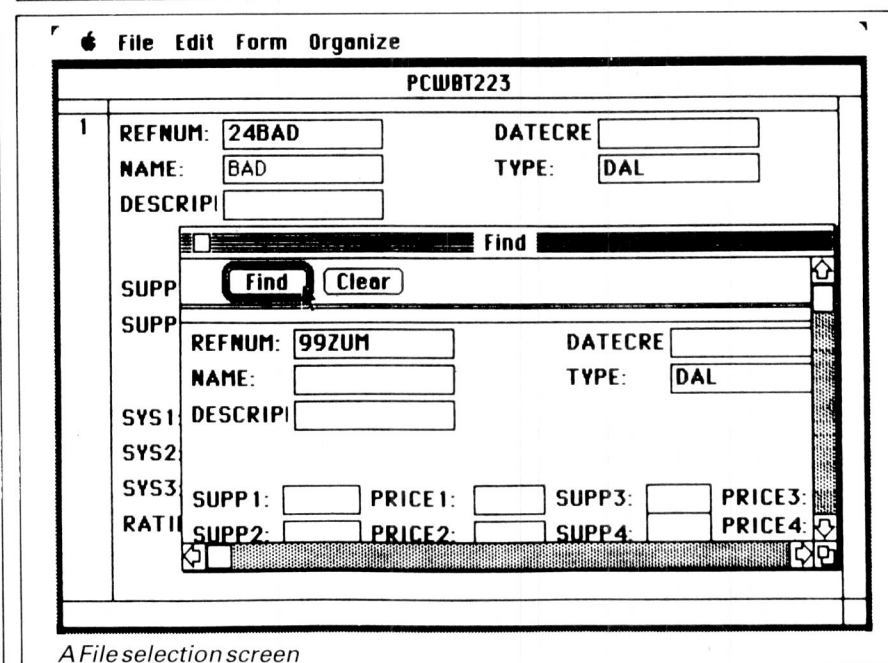 File Edit Form Organize
PCWBT223
1
REFNUM: 24BAD DATECRE
NAME: BAD TYPE: DAL
DESCRIPI
Find
Find Clear
SUPP
SUPP
REFNUM: 99ZUM DATECRE
NAME: TYPE: DAL
SYS1: DESCRIPI
SYS2
SYS3 SUPP1: PRICE1: SUPP3: PRICE3:
RATI SUPP2: PRICE2: SUPP4: PRICE4:
A File selection screen